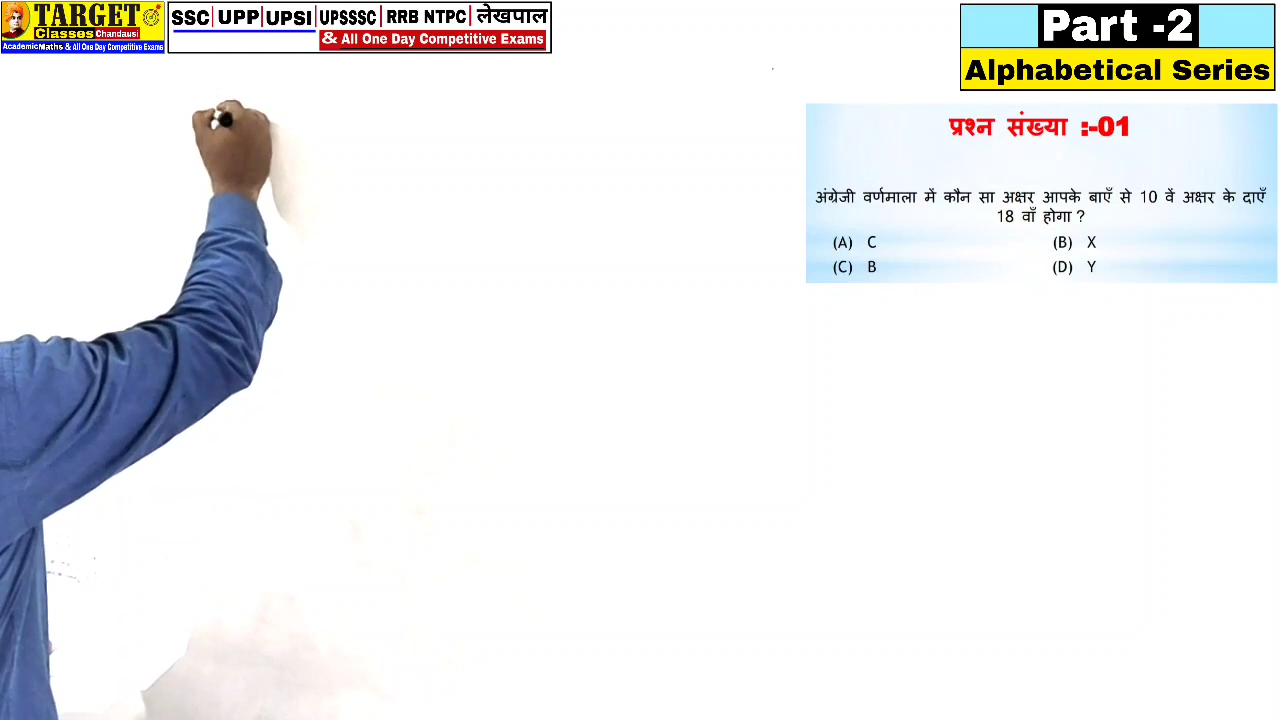 TARGET
Classes Chandausi
Academic Maths & All One Day Competitive Exams
SSC UPP UPSI UPSSSC RRB NTPC लेखपाल
& All One Day Competitive Exams
Part -2
Alphabetical Series
प्रश्न संख्या :-01
अंग्रेजी वर्णमाला में कौन सा अक्षर आपके बाएँ से 10 वें अक्षर के दाएँ
18 वाँ होगा ?
(A) C (B) X
(C) B (D) Y